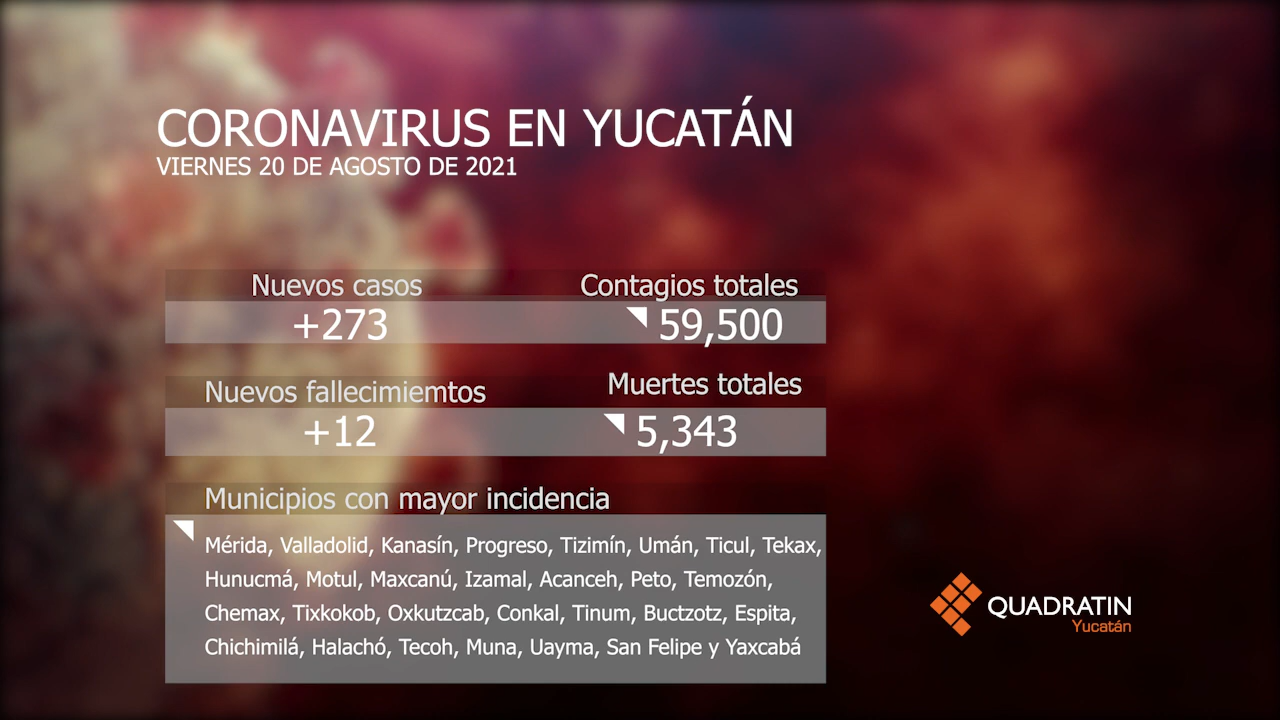 CORONAVIRUS EN YUCATÁN
VIERNES 20 DE AGOSTO DE 2021
Nuevos casos
Contagios totales
+273
59,500
Nuevos fallecimiemtos
Muertes totales
+12
5,343
Municipios con mayor incidencia
Mérida, Valladolid, Kanasín, Progreso, Tizimín, Umán, Ticul, Tekax,
Hunucmá, Motul, Maxcanú, Izamal, Acanceh, Peto, Temozón,
Chemax, Tixkokob, Oxkutzcab, Conkal, Tinum, Buctzotz, Espita,
Chichimilá, Halachó, Tecoh, Muna, Uayma, San Felipe y Yaxcabá
QUADRATIN
Yucatán